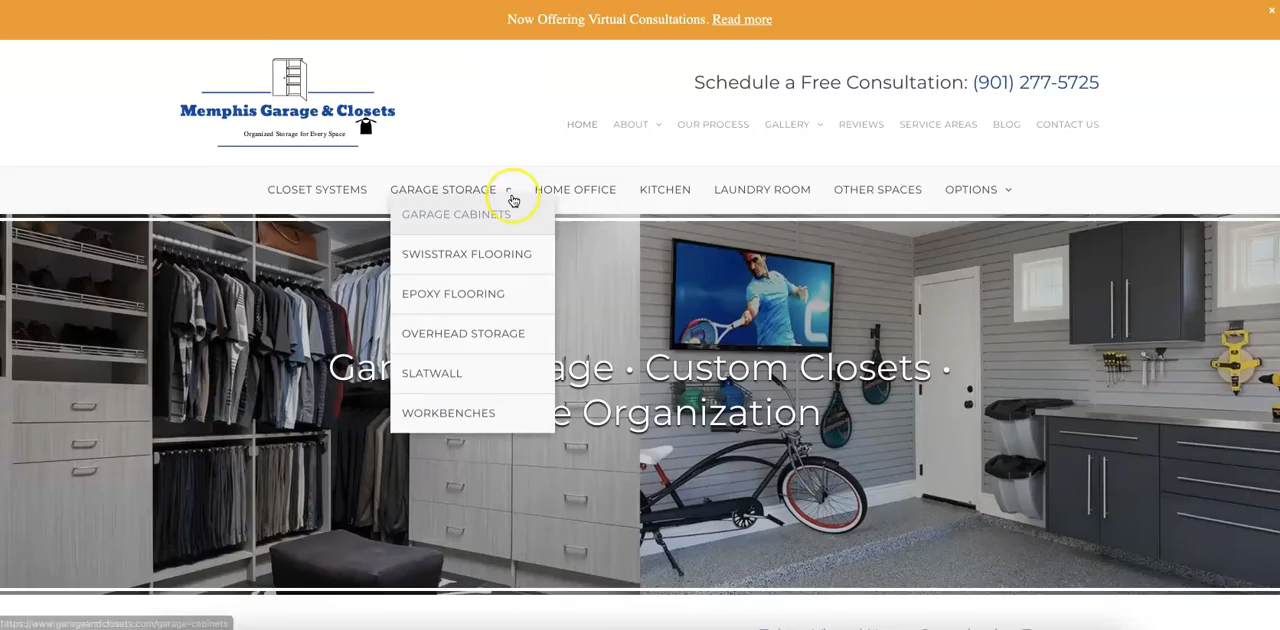 Now Offering Virtual Consultations. Read more
×
Memphis Garage & Closets
Organized Storage for Every Space
Schedule a Free Consultation: (901) 277-5725
HOME ABOUT OUR PROCESS GALLERY REVIEWS SERVICE AREAS BLOG CONTACT US
CLOSET SYSTEMS GARAGE STORAGE HOME OFFICE KITCHEN LAUNDRY ROOM OTHER SPACES OPTIONS
GARAGE CABINETS
SWISSTRAX FLOORING
EPOXY FLOORING
OVERHEAD STORAGE
SLATWALL
WORKBENCHES
Gar age • Custom Closets •
e Organization
https://www.garageandclosets.com/garage-cabinets